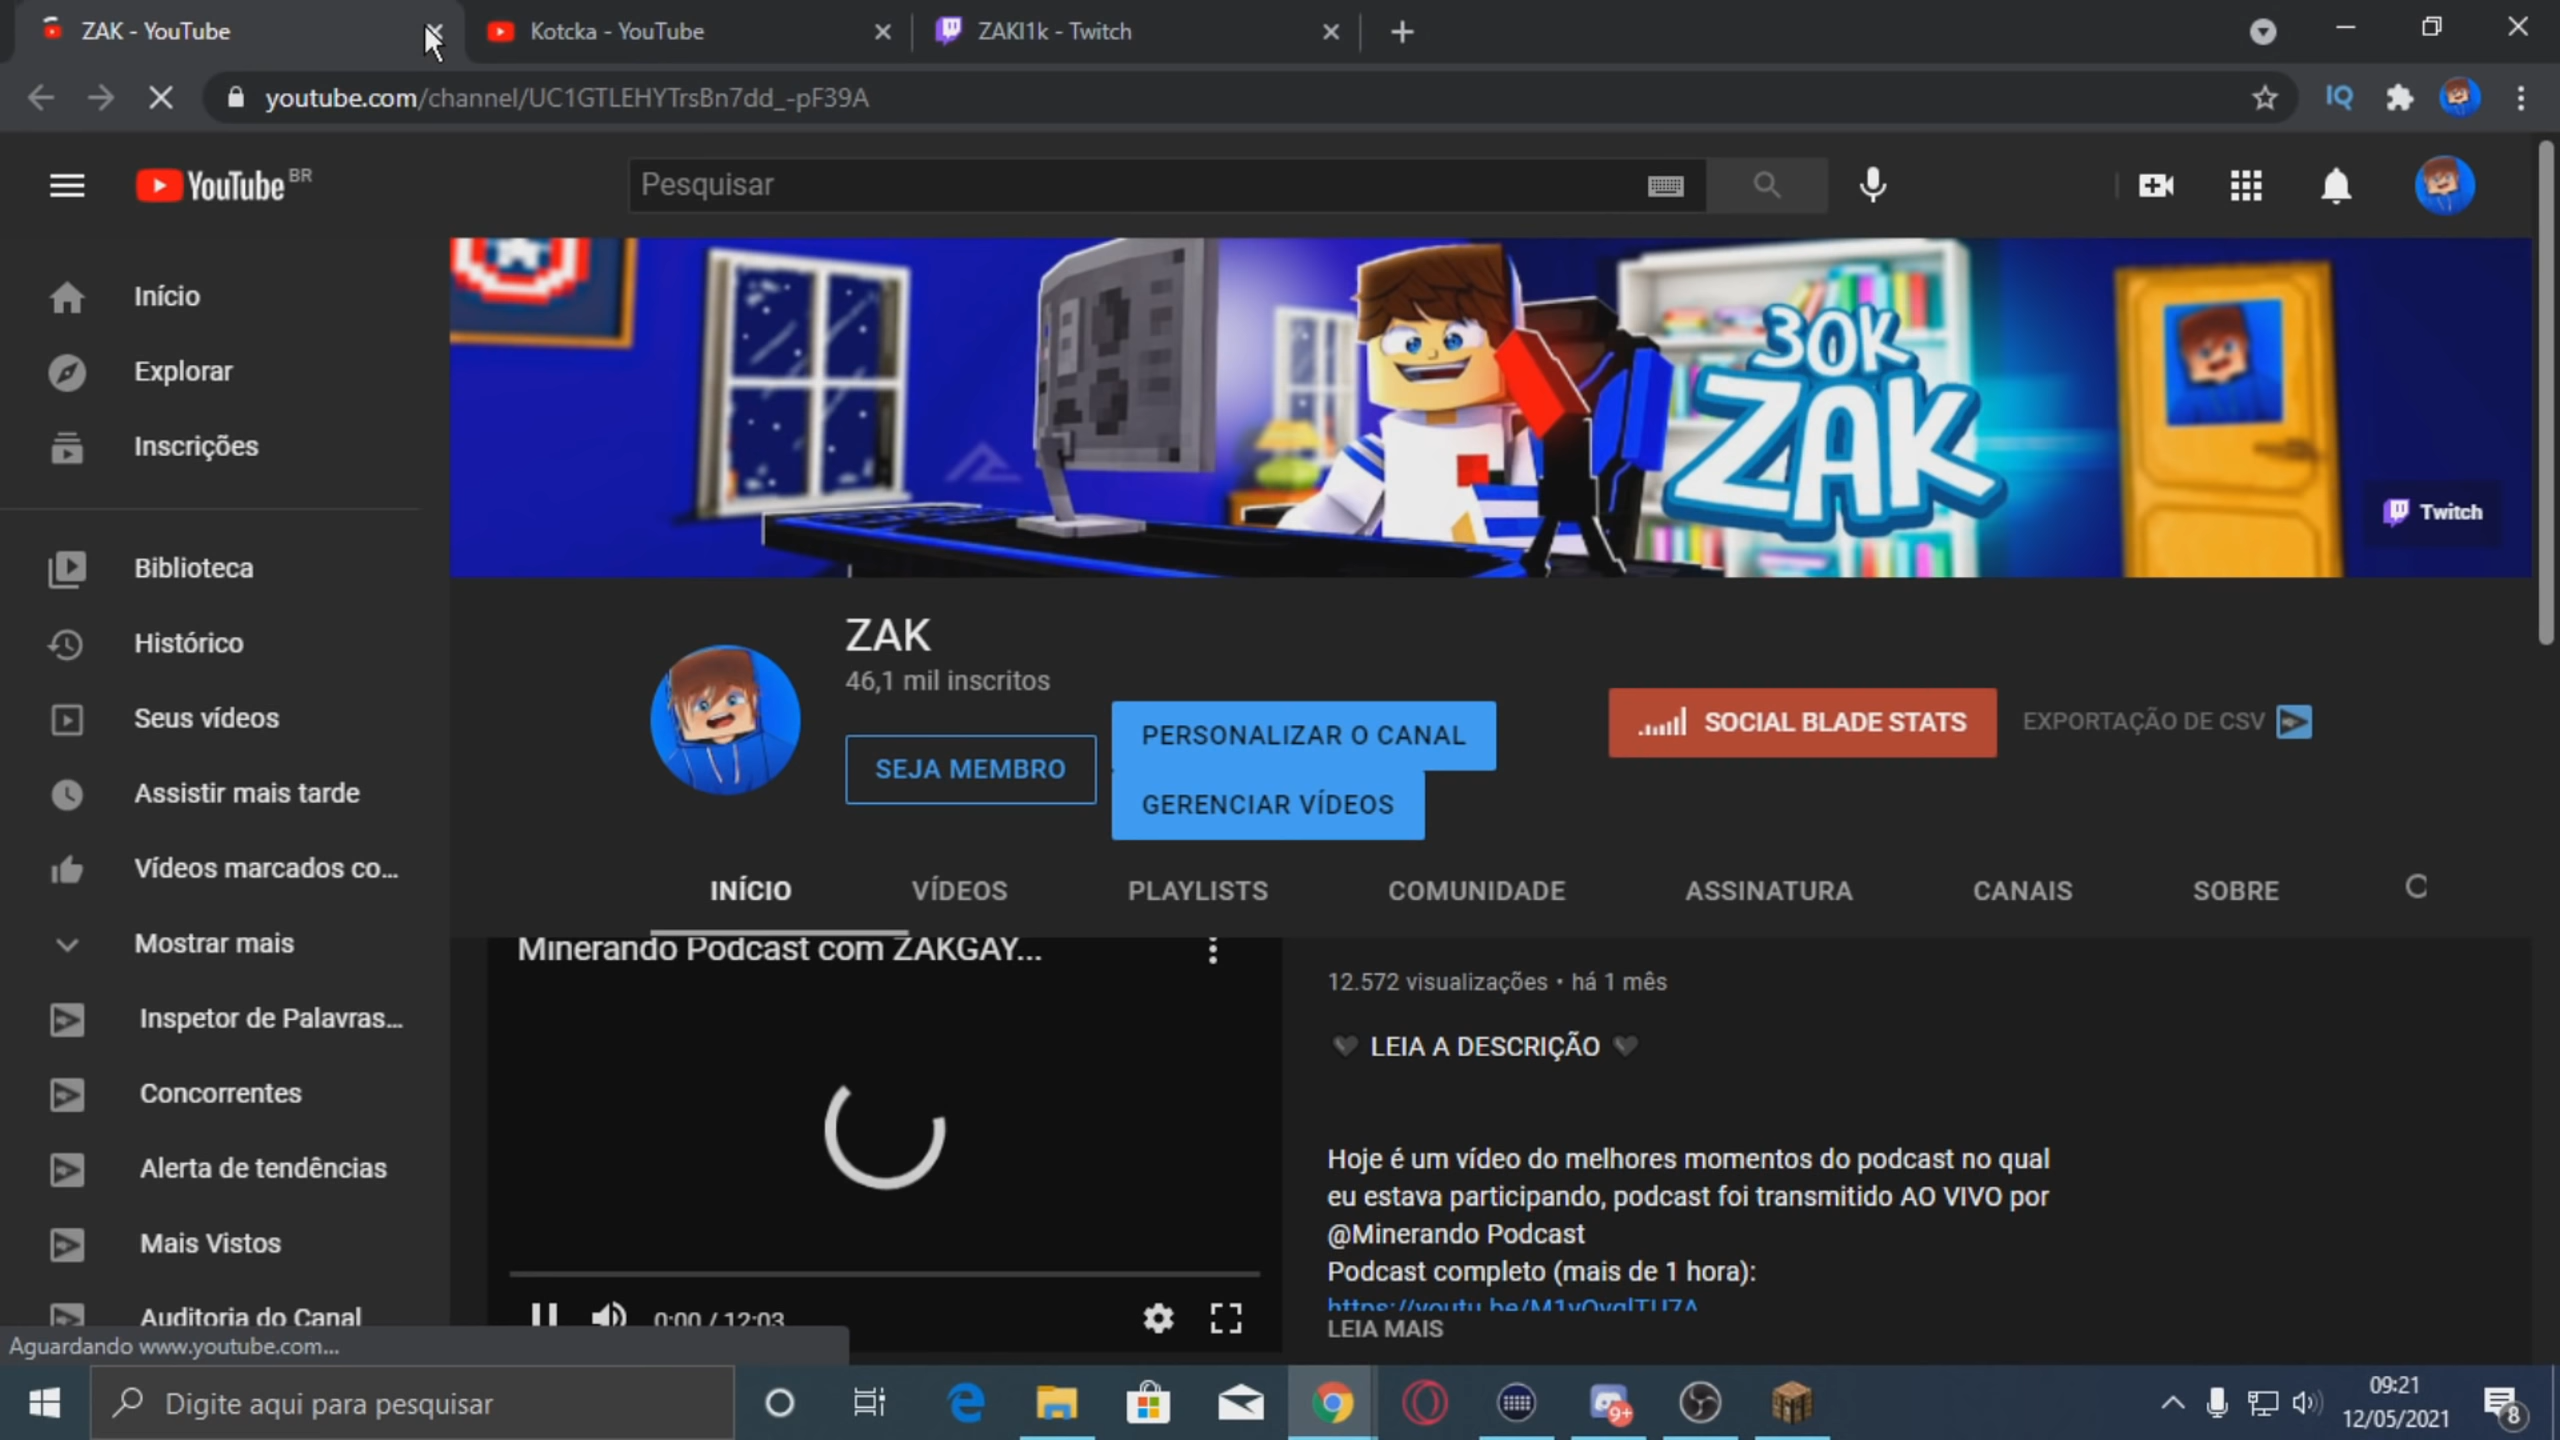 ZAK - YouTube
Kotcka - YouTube
ZAKI1k - Twitch
youtube.com/channel/UC1GTLEHYTrsBn7dd_-pF39A
IQ
YouTube BR
Pesquisar
Início
Explorar
Inscrições
Biblioteca
Histórico
Seus vídeos
Assistir mais tarde
Vídeos marcados co...
Mostrar mais
Inspetor de Palavras...
Concorrentes
Alerta de tendências
Mais Vistos
Auditoria do Canal
30K
ZAK
Twitch
ZAK
46,1 mil inscritos
SEJA MEMBRO
PERSONALIZAR O CANAL
GERENCIAR VÍDEOS
SOCIAL BLADE STATS
EXPORTAÇÃO DE CSV
INÍCIO
VÍDEOS
PLAYLISTS
COMUNIDADE
ASSINATURA
CANAIS
SOBRE
Minerando Podcast com ZAKGAY...
0:00 / 12:03
12.572 visualizações • há 1 mês
🖤 LEIA A DESCRIÇÃO 🖤
Hoje é um vídeo do melhores momentos do podcast no qual
eu estava participando, podcast foi transmitido AO VIVO por
@Minerando Podcast
Podcast completo (mais de 1 hora):
LEIA MAIS
Aguardando www.youtube.com...
Digite aqui para pesquisar
9+
09:21
12/05/2021
8